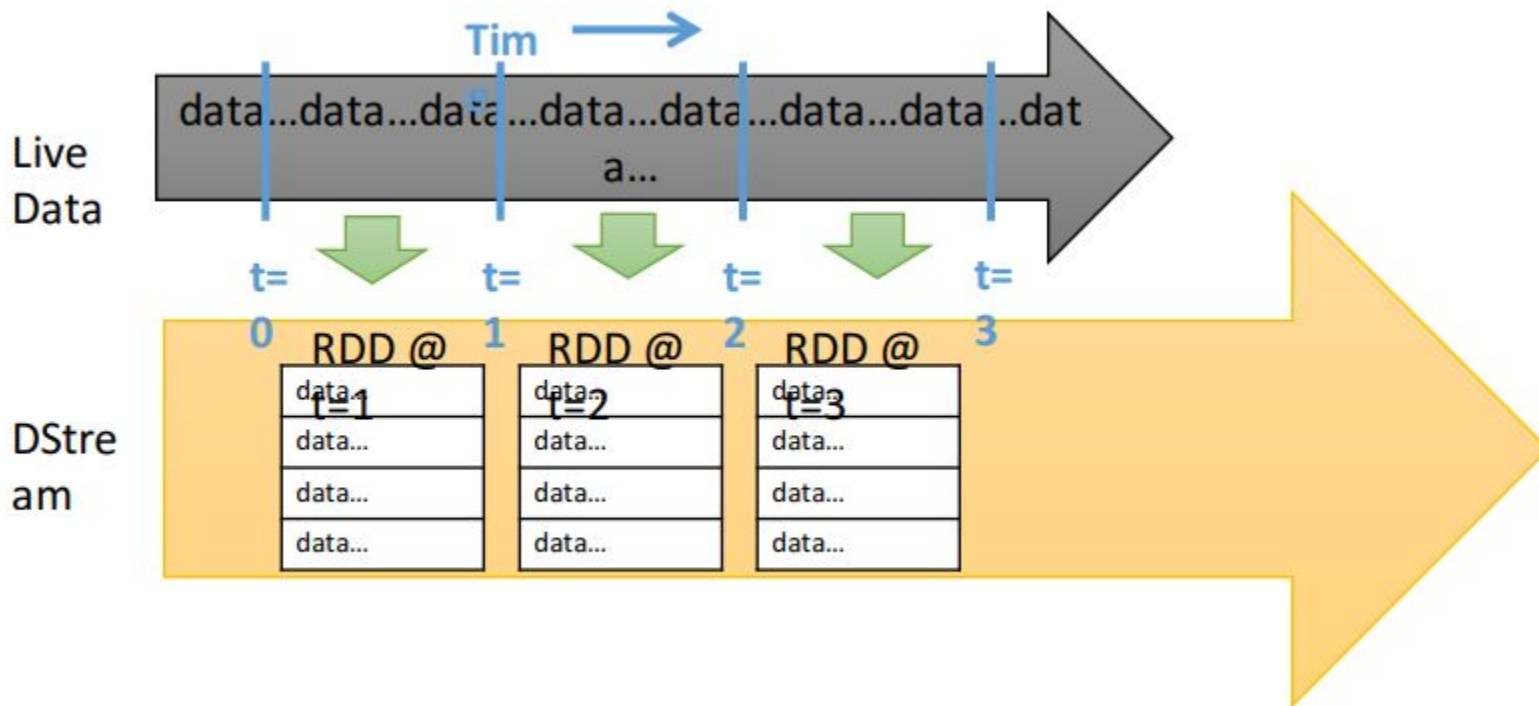 Tim
e
data...data...data...data...data...data...data...dat
a...
Live
Data
t=
0
t=
1
t=
2
t=
3
RDD @
t=1
RDD @
t=2
RDD @
t=3
DStre
am
data...
data...
data...
data...
data...
data...
data...
data...
data...
data...
data...
data...